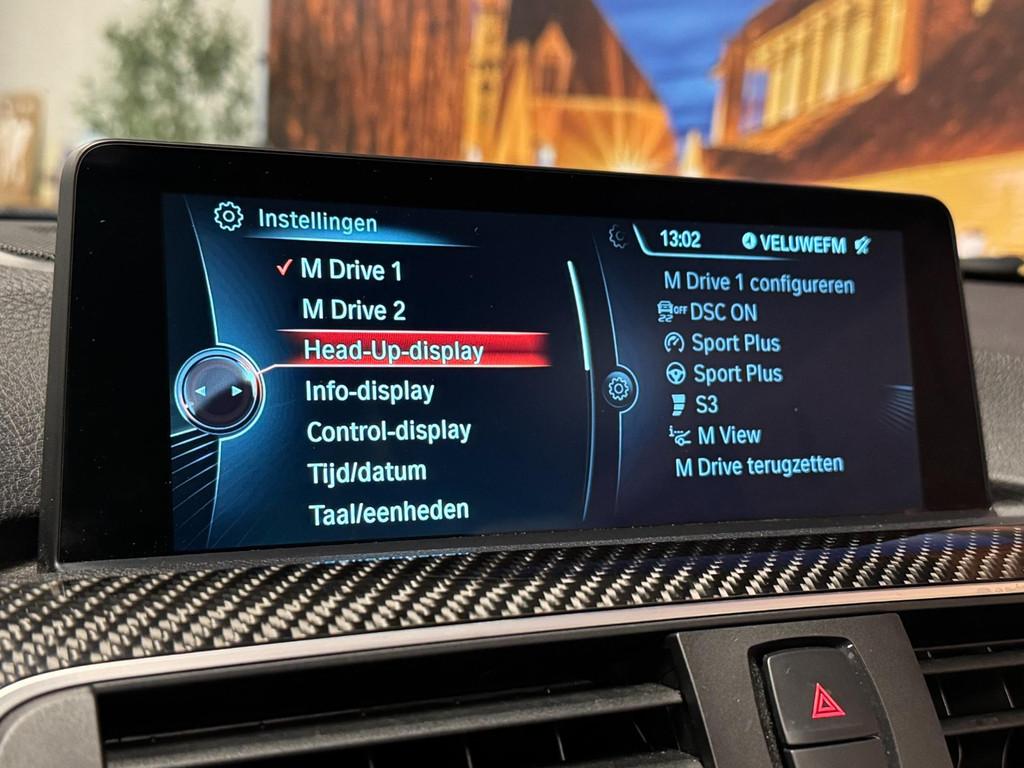 Instellingen
M Drive 1
M Drive 2
Head-Up-display
Info-display
Control-display
Tijd/datum
Taal/eenheden
13:02 VELUWEFM
M Drive 1 configureren
OFF DSC ON
Sport Plus
Sport Plus
S3
M View
M Drive terugzetten